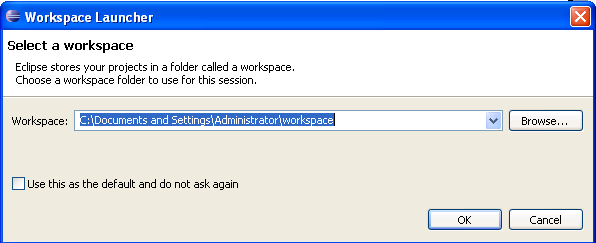 Workspace Launcher
Select a workspace
Eclipse stores your projects in a folder called a workspace.
Choose a workspace folder to use for this session.
Workspace: C:\Documents and Settings\Administrator\workspace Browse...
Use this as the default and do not ask again
OK Cancel